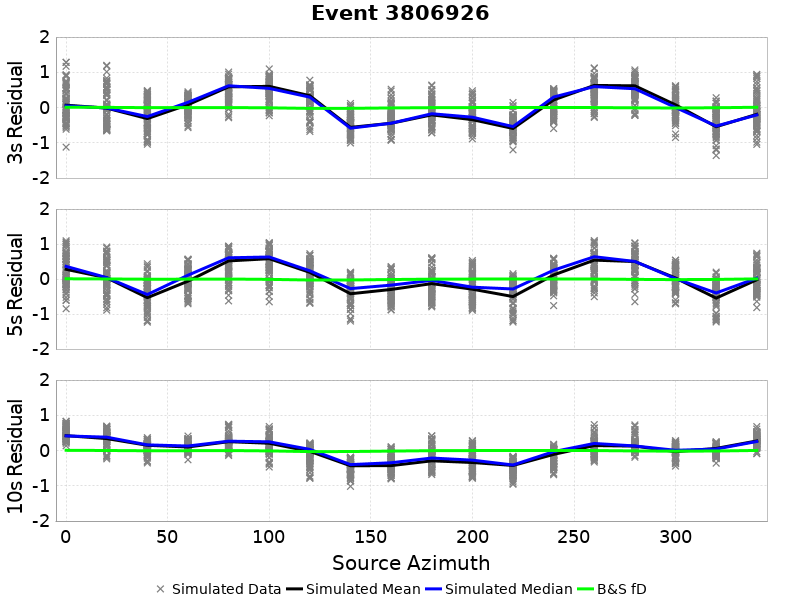 Event 3806926
3s Residual
2
1
0
-1
-2
5s Residual
2
1
0
-1
-2
10s Residual
2
1
0
-1
-2
0 50 100 150 200 250 300
Source Azimuth
Simulated Data Simulated Mean Simulated Median B&S fD